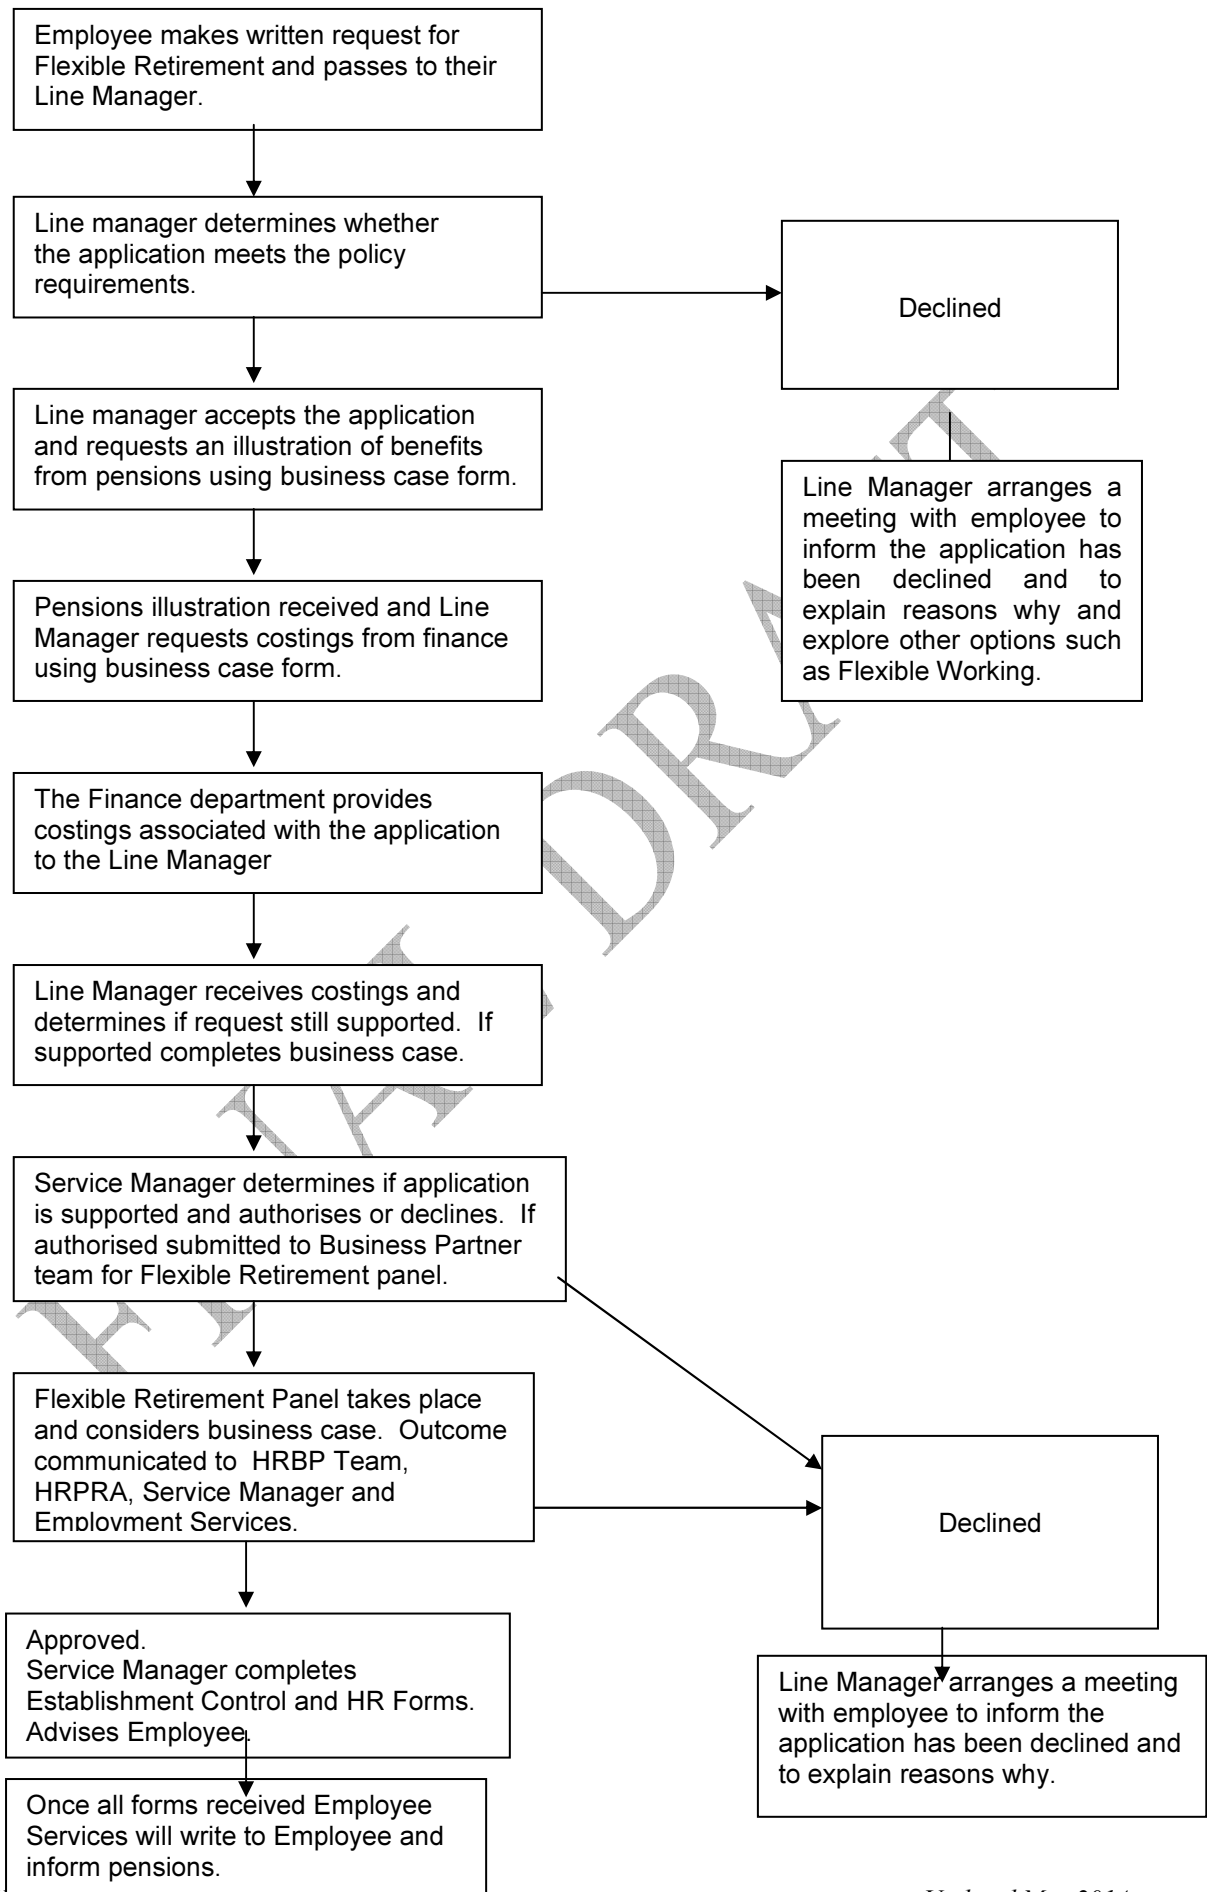 Employee makes written request for
Flexible Retirement and passes to their
Line Manager.
Line manager determines whether
the application meets the policy
requirements.
Declined
Line manager accepts the application
and requests an illustration of benefits
from pensions using business case form.
Line Manager arranges a
meeting with employee to
inform the application has
been declined and to
explain reasons why and
explore other options such
as Flexible Working.
Pensions illustration received and Line
Manager requests costings from finance
using business case form.
The Finance department provides
costings associated with the application
to the Line Manager
Line Manager receives costings and
determines if request still supported.  If
supported completes business case.
Service Manager determines if application
is supported and authorises or declines.  If
authorised submitted to Business Partner
team for Flexible Retirement panel.
Flexible Retirement Panel takes place
and considers business case.  Outcome
communicated to  HRBP Team,
HRPRA, Service Manager and
Employment Services.
Declined
Approved.
Service Manager completes
Establishment Control and HR Forms.
Advises Employee.
Line Manager arranges a meeting
with employee to inform the
application has been declined and
to explain reasons why.
Once all forms received Employee
Services will write to Employee and
inform pensions.
FINAL DRAFT